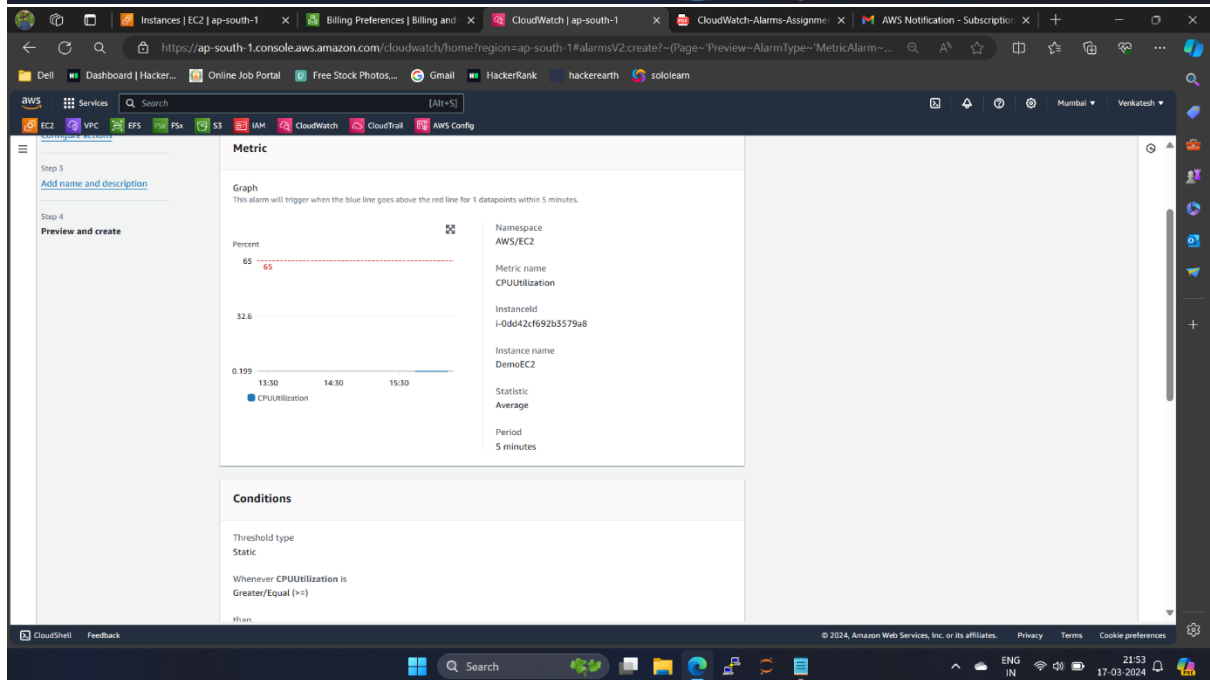 Instances | EC2 | ap-south-1
Billing Preferences | Billing and
CloudWatch | ap-south-1
CloudWatch-Alarms-Assignmen
AWS Notification - Subscription
https://ap-south-1.console.aws.amazon.com/cloudwatch/home?region=ap-south-1#alarmsV2:create?~(Page~'Preview~AlarmType~'MetricAlarm~...
Dell
Dashboard | Hacker...
Online Job Portal
Free Stock Photos,...
Gmail
HackerRank
hackerearth
sololearn
aws
Services
Search
[Alt+S]
Mumbai
Venkatesh
EC2
VPC
EFS
FSx
S3
IAM
CloudWatch
CloudTrail
AWS Config
Configure actions
Step 3
Add name and description
Step 4
Preview and create
Metric
Graph
This alarm will trigger when the blue line goes above the red line for 1 datapoints within 5 minutes.
Percent
65
65
32.6
0.199
13:30 14:30 15:30
CPUUtilization
Namespace
AWS/EC2
Metric name
CPUUtilization
InstanceId
i-0dd42cf692b3579a8
Instance name
DemoEC2
Statistic
Average
Period
5 minutes
Conditions
Threshold type
Static
Whenever CPUUtilization is
Greater/Equal (>=)
than
CloudShell
Feedback
© 2024, Amazon Web Services, Inc. or its affiliates.
Privacy
Terms
Cookie preferences
Search
ENG
IN
21:53
17-03-2024